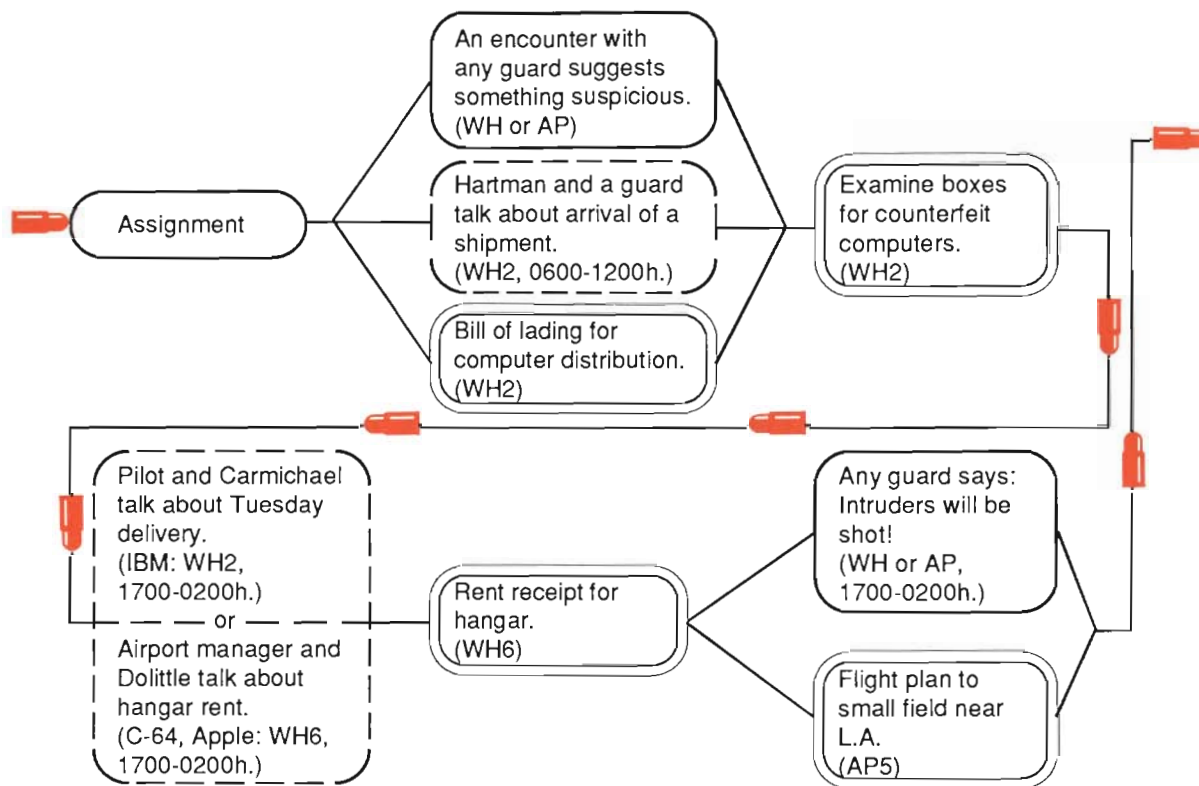 An encounter with
any guard suggests
something suspicious.
(WH or AP)
Assignment
Hartman and a guard
talk about arrival of a
shipment.
(WH2, 0600-1200h.)
Bill of lading for
computer distribution.
(WH2)
Examine boxes
for counterfeit
computers.
(WH2)
Pilot and Carmichael
talk about Tuesday
delivery.
(IBM: WH2,
1700-0200h.)
or
Airport manager and
Dolittle talk about
hangar rent.
(C-64, Apple: WH6,
1700-0200h.)
Rent receipt for
hangar.
(WH6)
Any guard says:
Intruders will be
shot!
(WH or AP,
1700-0200h.)
Flight plan to
small field near
L.A.
(AP5)